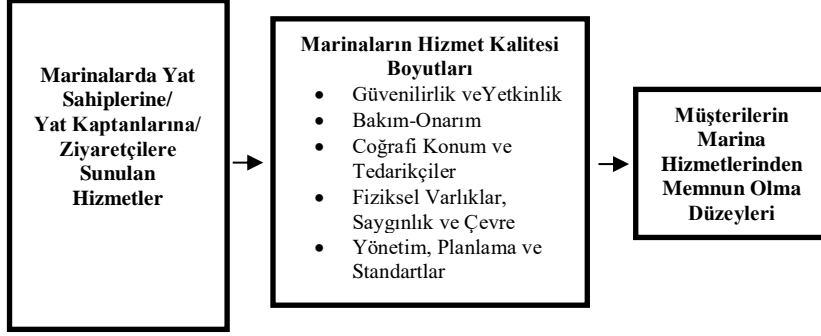 Marinalarda Yat
Sahiplerine/
Yat Kaptanlarına/
Ziyaretçilere
Sunulan
Hizmetler
Marinaların Hizmet Kalitesi
Boyutları
• Güvenilirlik veYetkinlik
• Bakım-Onarım
• Coğrafi Konum ve
Tedarikçiler
• Fiziksel Varlıklar,
Saygınlık ve Çevre
• Yönetim, Planlama ve
Standartlar
Müşterilerin
Marina
Hizmetlerinden
Memnun Olma
Düzeyleri